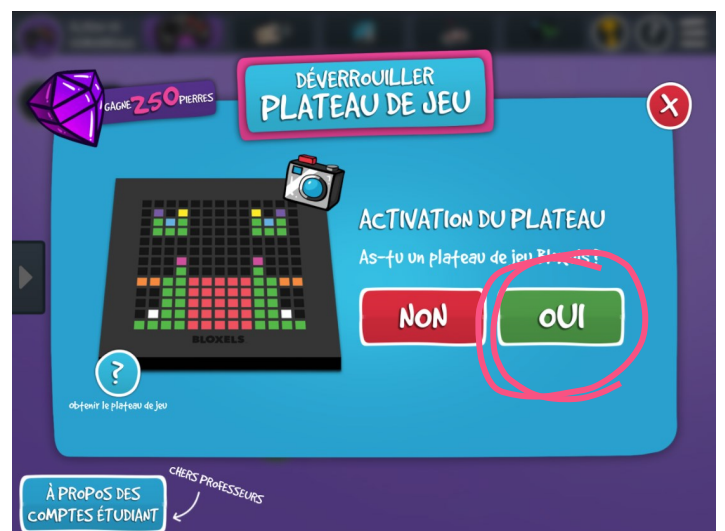 DÉVERROUILLER
PLATEAU DE JEU
GAGNE 250 PIERRES
X
ACTIVATION DU PLATEAU
As-tu un plateau de jeu Bloxels?
NON
OUI
BLOXELS
?
obtenir le plateau de jeu
CHERS PROFESSEURS
À PROPOS DES
COMPTES ÉTUDIANT